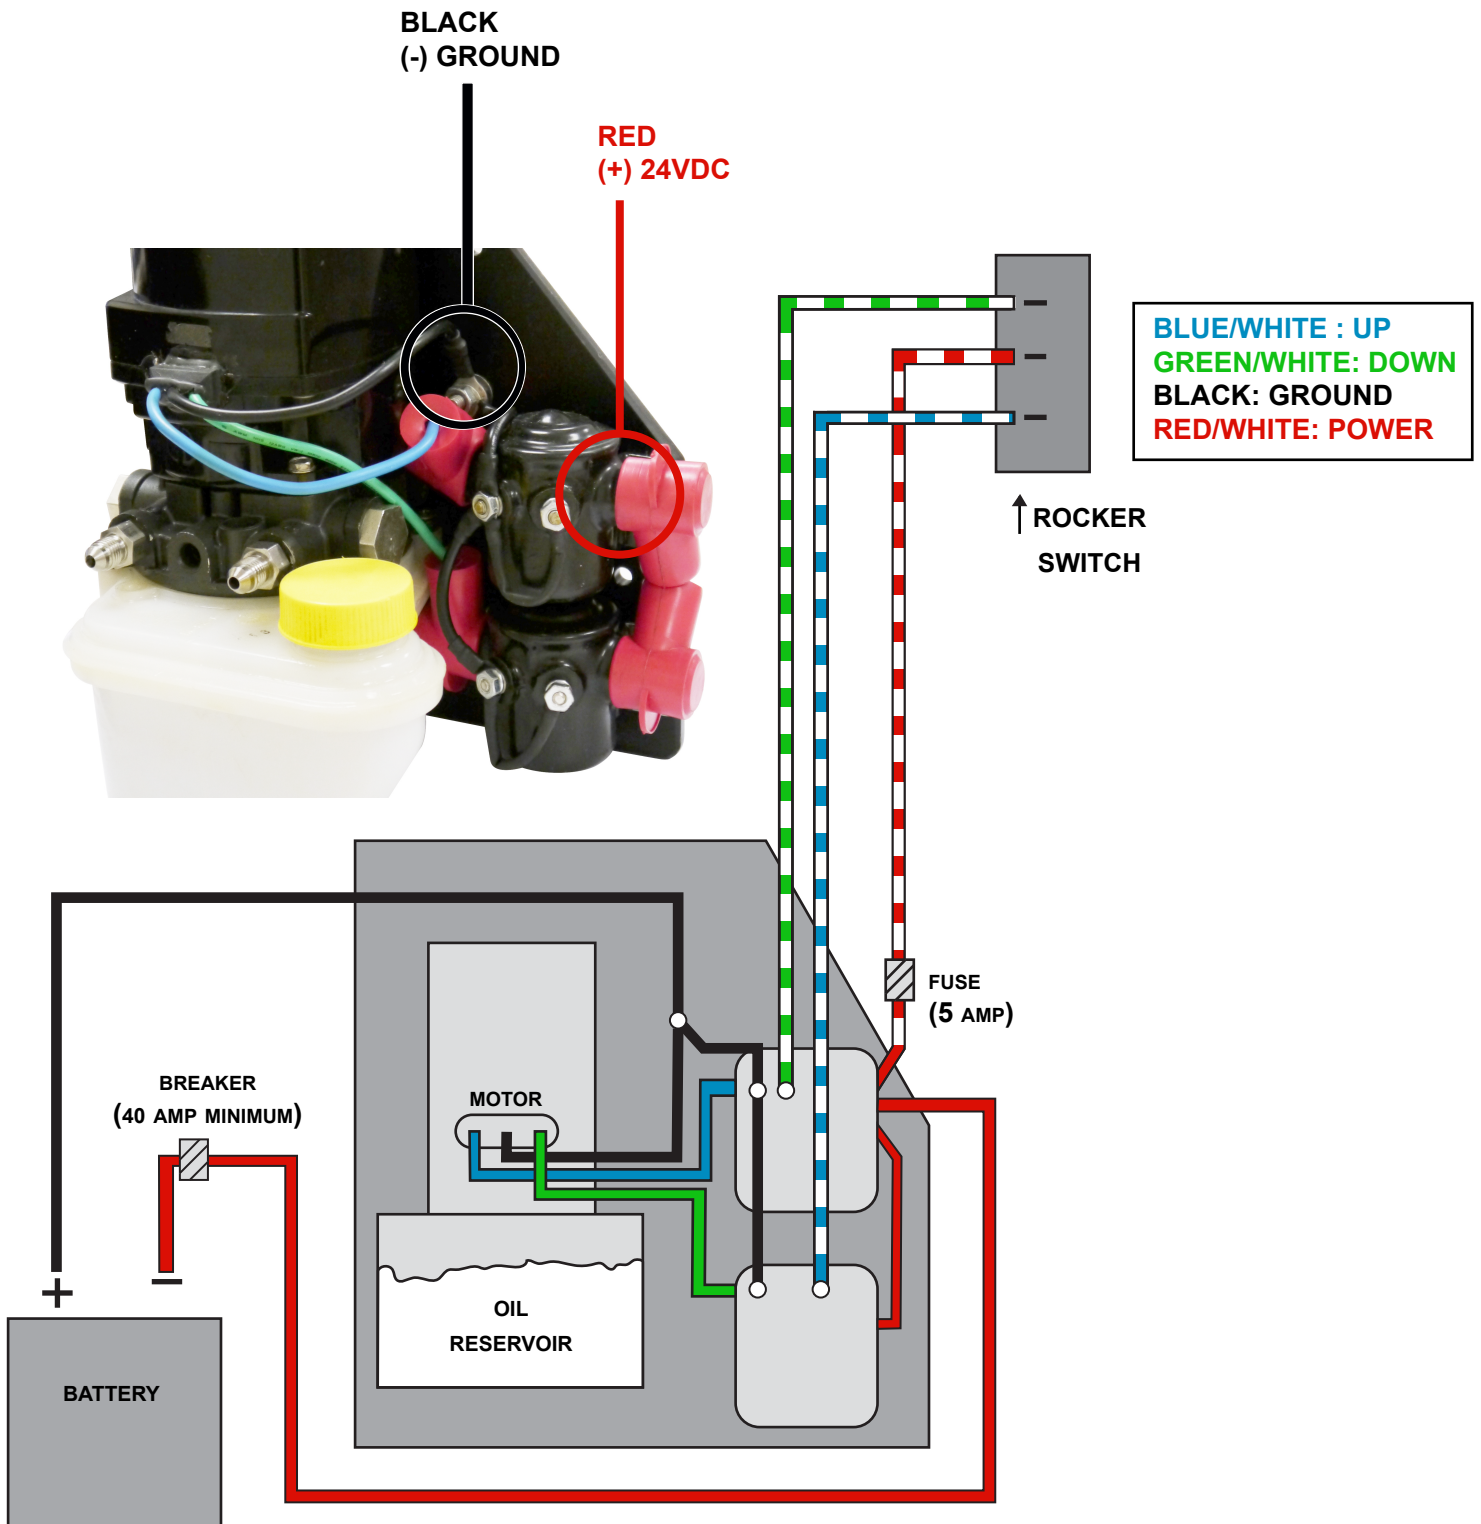 BLACK
(-) GROUND
RED
(+) 24VDC
BLUE/WHITE : UP
GREEN/WHITE: DOWN
BLACK: GROUND
RED/WHITE: POWER
↑ ROCKER
SWITCH
FUSE
(5 AMP)
BREAKER
(40 AMP MINIMUM)
MOTOR
+ −
OIL
RESERVOIR
BATTERY